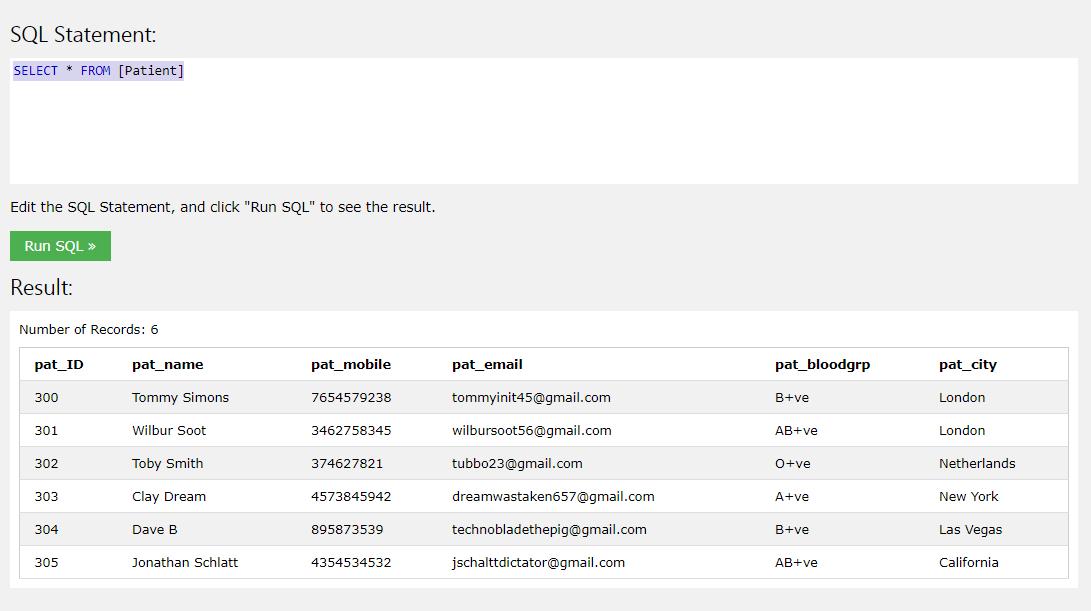 SQL Statement:
SELECT * FROM [Patient]
Edit the SQL Statement, and click "Run SQL" to see the result.
Run SQL »
Result:
Number of Records: 6
pat_ID pat_name pat_mobile pat_email pat_bloodgrp pat_city
300 Tommy Simons 7654579238 tommyinit45@gmail.com B+ve London
301 Wilbur Soot 3462758345 wilbursoot56@gmail.com AB+ve London
302 Toby Smith 374627821 tubbo23@gmail.com O+ve Netherlands
303 Clay Dream 4573845942 dreamwastaken657@gmail.com A+ve New York
304 Dave B 895873539 technobladethepig@gmail.com B+ve Las Vegas
305 Jonathan Schlatt 4354534532 jschalttdictator@gmail.com AB+ve California